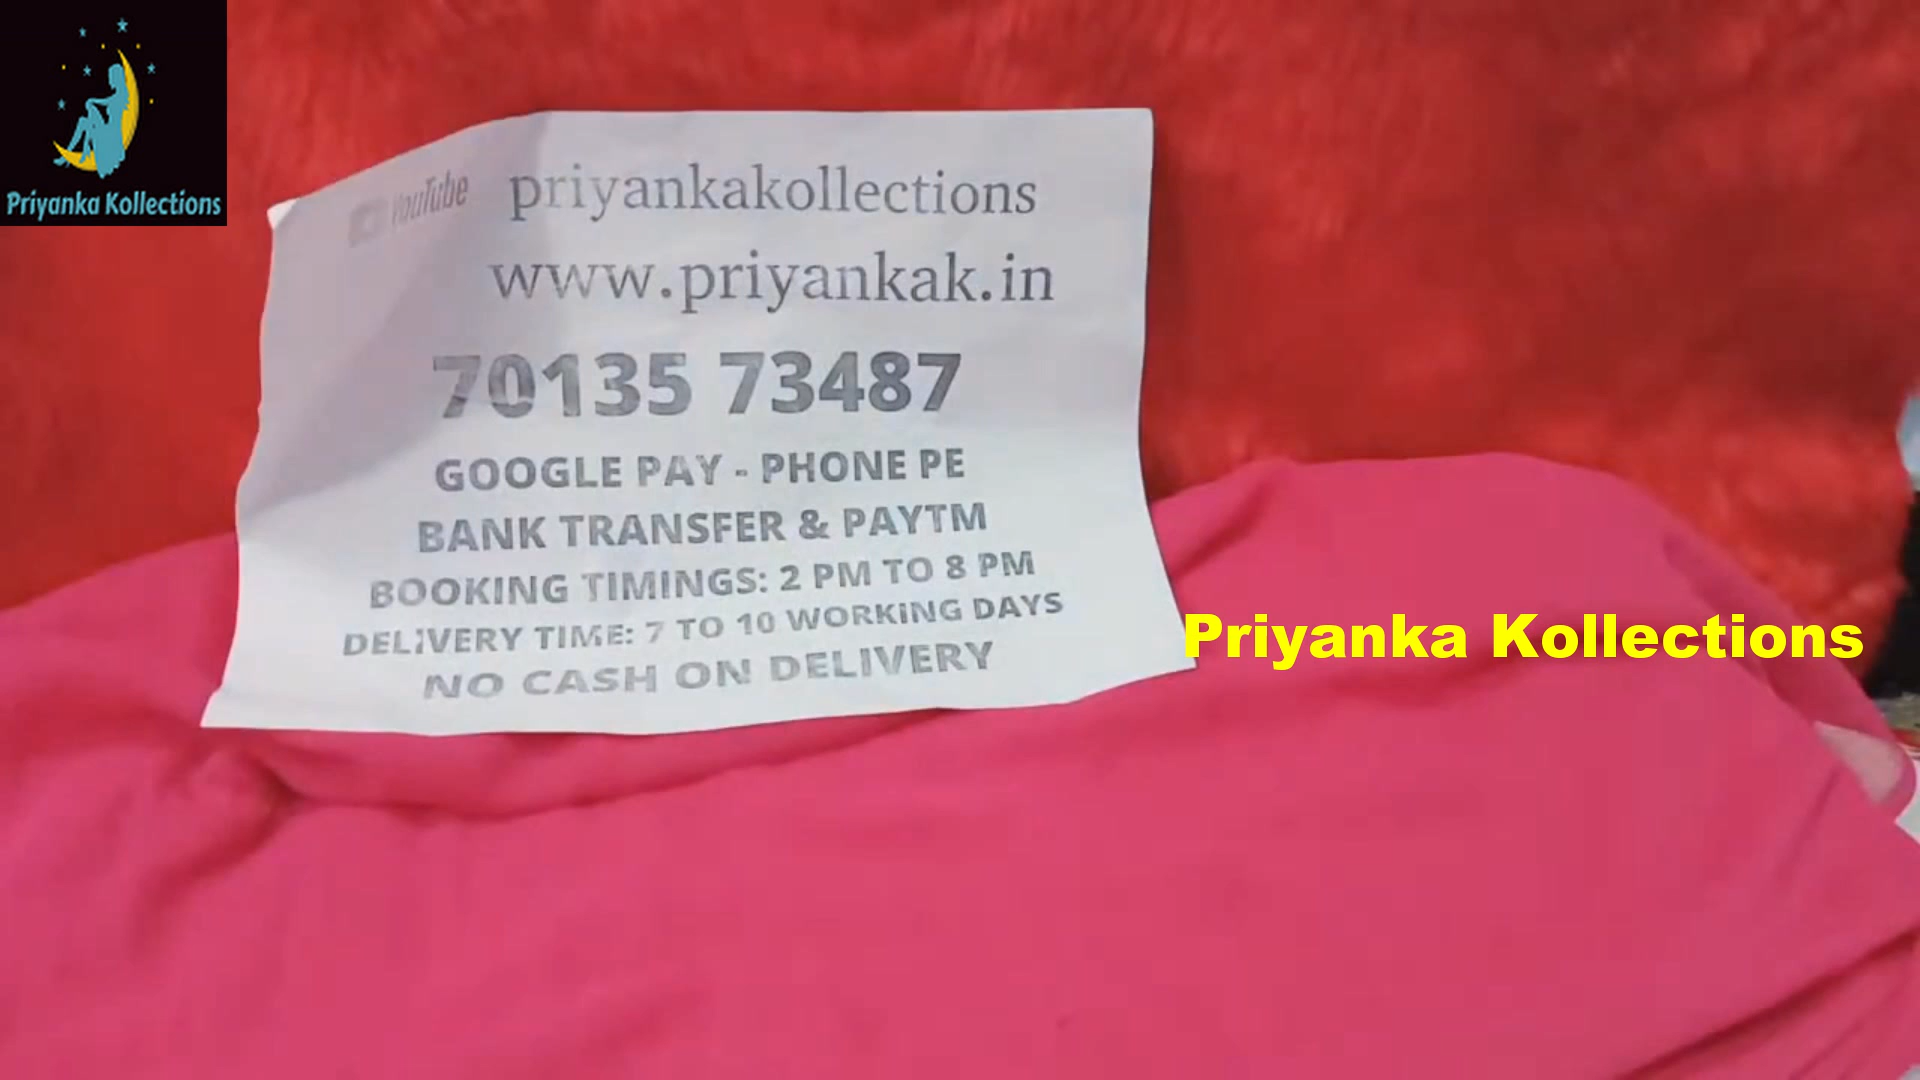 Priyanka Kollections
YouTube priyankakollections
www.priyankak.in
70135 73487
GOOGLE PAY - PHONE PE
BANK TRANSFER & PAYTM
BOOKING TIMINGS: 2 PM TO 8 PM
DELIVERY TIME: 7 TO 10 WORKING DAYS
NO CASH ON DELIVERY
Priyanka Kollections